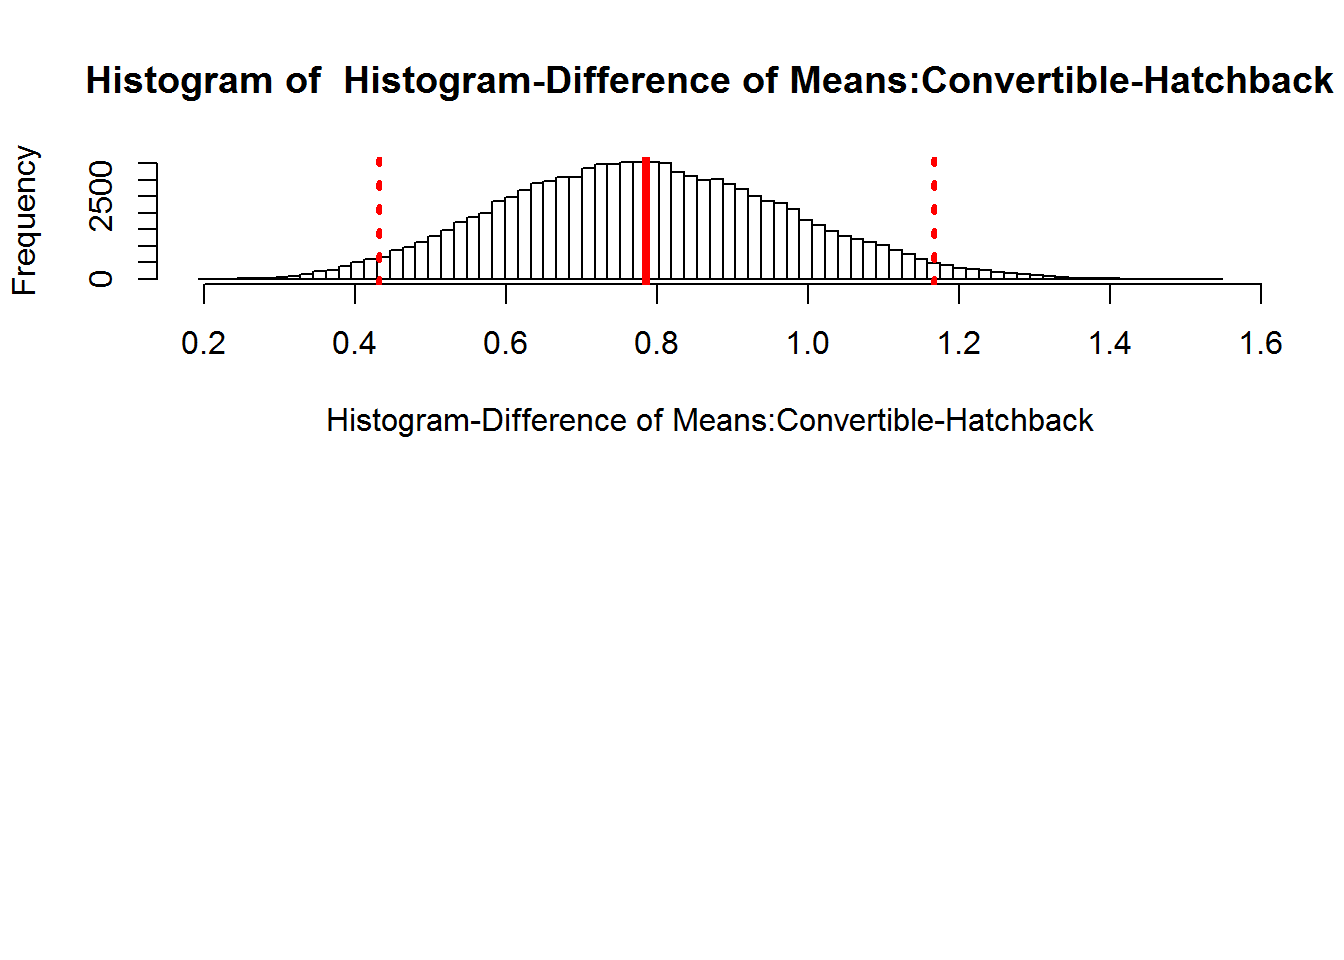 Histogram of  Histogram-Difference of Means:Convertible-Hatchback
Frequency
2500
0
0.2 0.4 0.6 0.8 1.0 1.2 1.4 1.6
Histogram-Difference of Means:Convertible-Hatchback